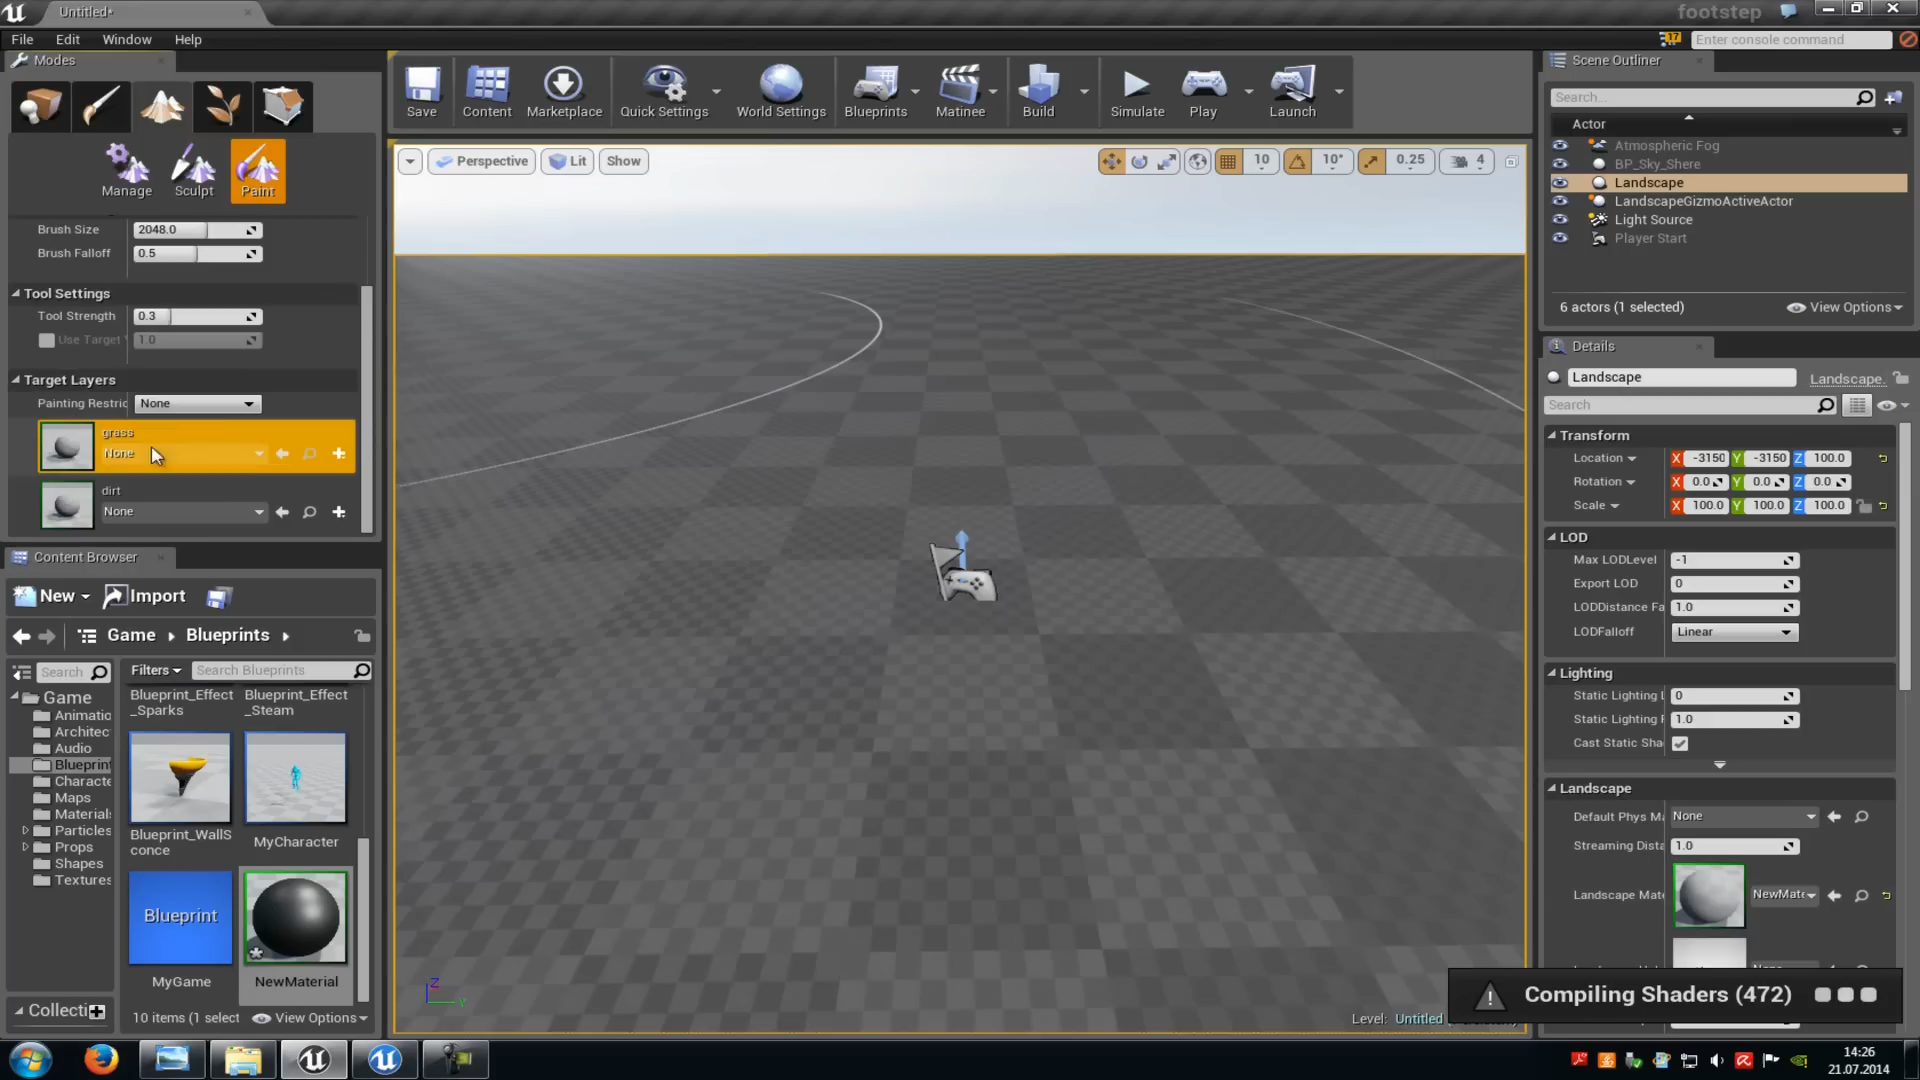 Untitled*
footstep
File Edit Window Help
17
Enter console command
Modes
Manage Sculpt Paint
Brush Size 2048.0
Brush Falloff 0.5
Tool Settings
Tool Strength 0.3
Use Target 1.0
Target Layers
Painting Restric None
grass
None
dirt
None
Save Content Marketplace Quick Settings World Settings Blueprints Matinee Build Simulate Play Launch
Perspective Lit Show
10 10° 0.25 4
Level: Untitled
Content Browser
New Import
Game Blueprints
Search
Filters Search Blueprints
Game
Animatio
Architec
Audio
Blueprint
Characte
Maps
Materials
Particles
Props
Shapes
Textures
Collecti
Blueprint_Effect
_Sparks
Blueprint_Effect
_Steam
Blueprint_WallS
conce
MyCharacter
Blueprint
MyGame
NewMaterial
10 items (1 select View Options
Scene Outliner
Search...
Actor
Atmospheric Fog
BP_Sky_Shere
Landscape
LandscapeGizmoActiveActor
Light Source
Player Start
6 actors (1 selected) View Options
Details
Landscape Landscape.
Search
Transform
Location X -3150 Y -3150 Z 100.0
Rotation X 0.0 Y 0.0 Z 0.0
Scale X 100.0 Y 100.0 Z 100.0
LOD
Max LODLevel -1
Export LOD 0
LODDistance Fa 1.0
LODFalloff Linear
Lighting
Static Lighting L 0
Static Lighting F 1.0
Cast Static Sha
Landscape
Default Phys Ma None
Streaming Dista 1.0
Landscape Mate NewMate
Compiling Shaders (472)
14:26
21.07.2014